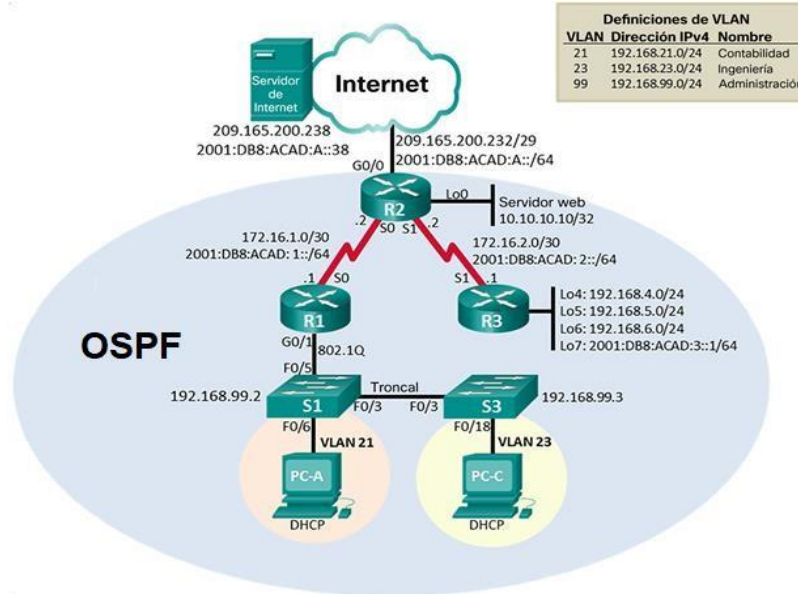 Definiciones de VLAN
VLAN Dirección IPv4 Nombre
21 192.168.21.0/24 Contabilidad
23 192.168.23.0/24 Ingeniería
99 192.168.99.0/24 Administración
Servidor
de
Internet
Internet
209.165.200.238
2001:DB8:ACAD:A::38
209.165.200.232/29
2001:DB8:ACAD:A::/64
G0/0
R2
Lo0
Servidor web
10.10.10.10/32
.2
S0
S1
.2
172.16.1.0/30
2001:DB8:ACAD: 1::/64
172.16.2.0/30
2001:DB8:ACAD: 2::/64
.1
S0
S1
.1
R1
R3
Lo4: 192.168.4.0/24
Lo5: 192.168.5.0/24
Lo6: 192.168.6.0/24
Lo7: 2001:DB8:ACAD:3::1/64
OSPF
G0/1
802.1Q
F0/5
192.168.99.2
S1
Troncal
F0/3
F0/3
S3
192.168.99.3
F0/6
VLAN 21
F0/18
VLAN 23
PC-A
PC-C
DHCP
DHCP